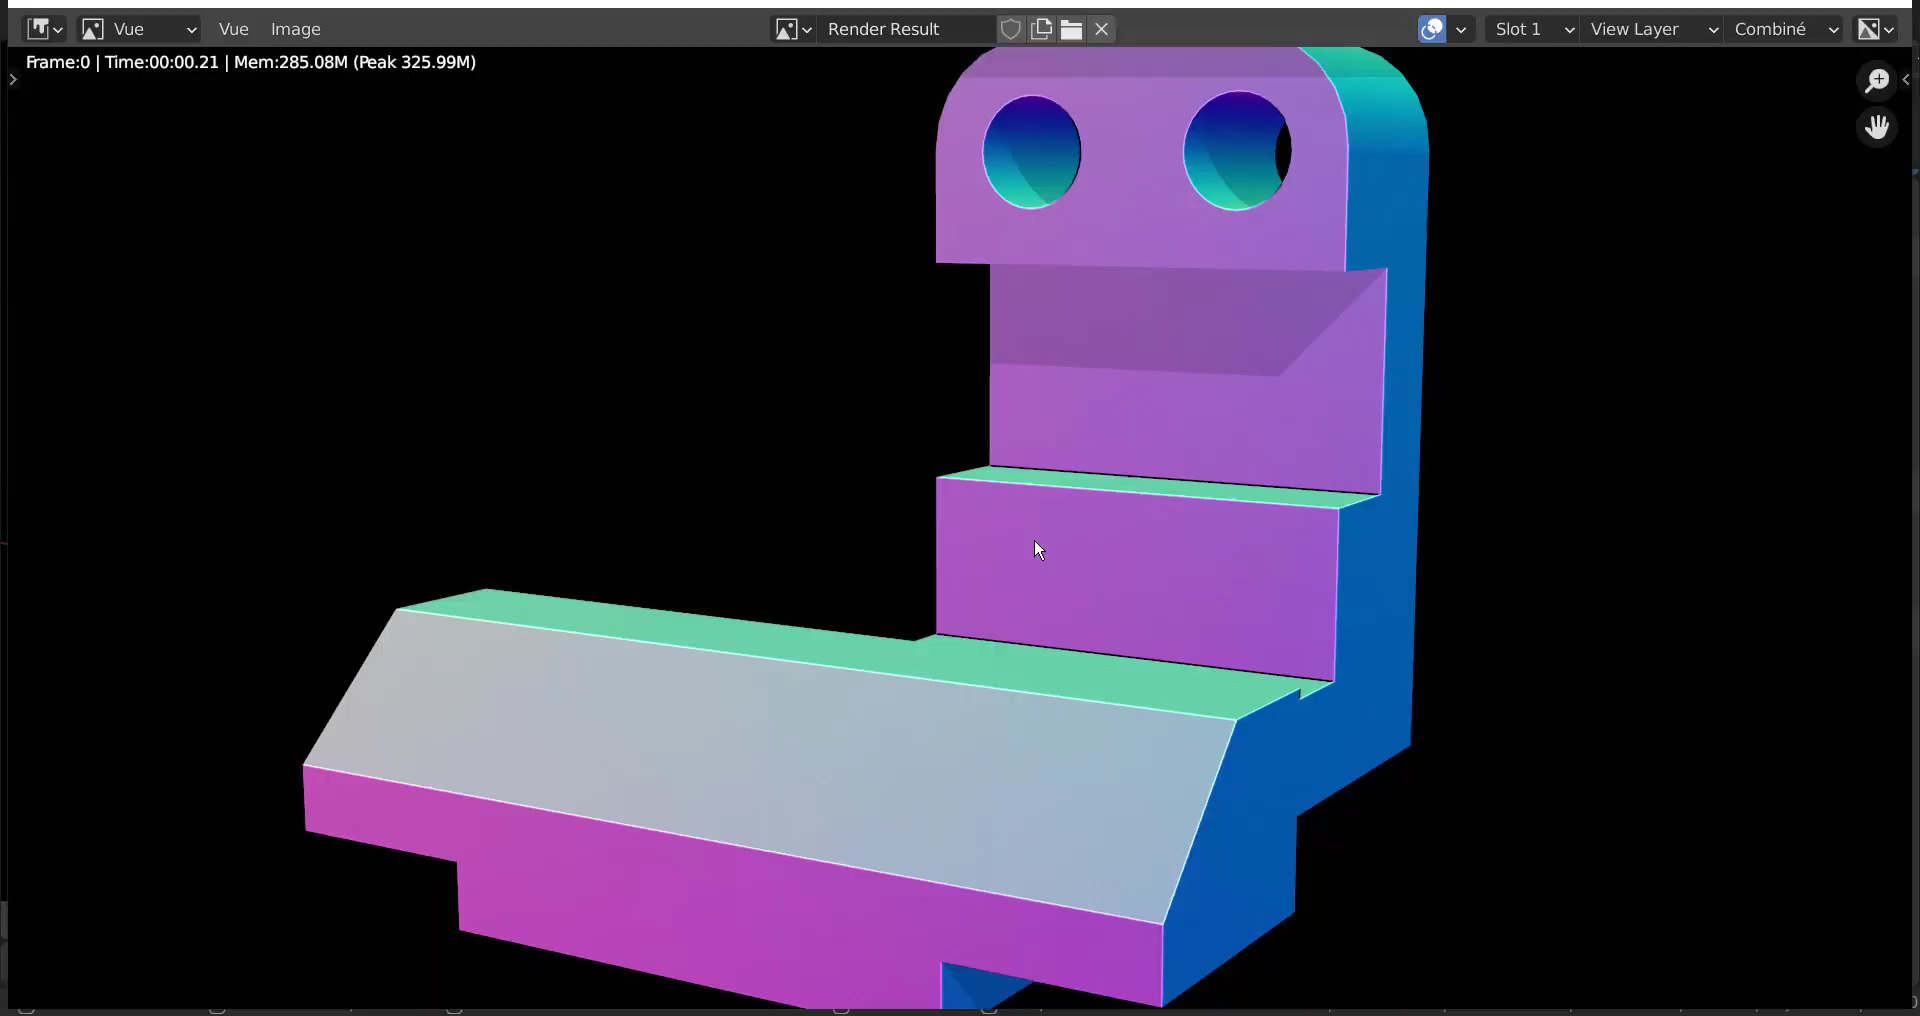 Vue Vue Image Render Result Slot 1 View Layer Combiné
Frame:0 | Time:00:00.21 | Mem:285.08M (Peak 325.99M)